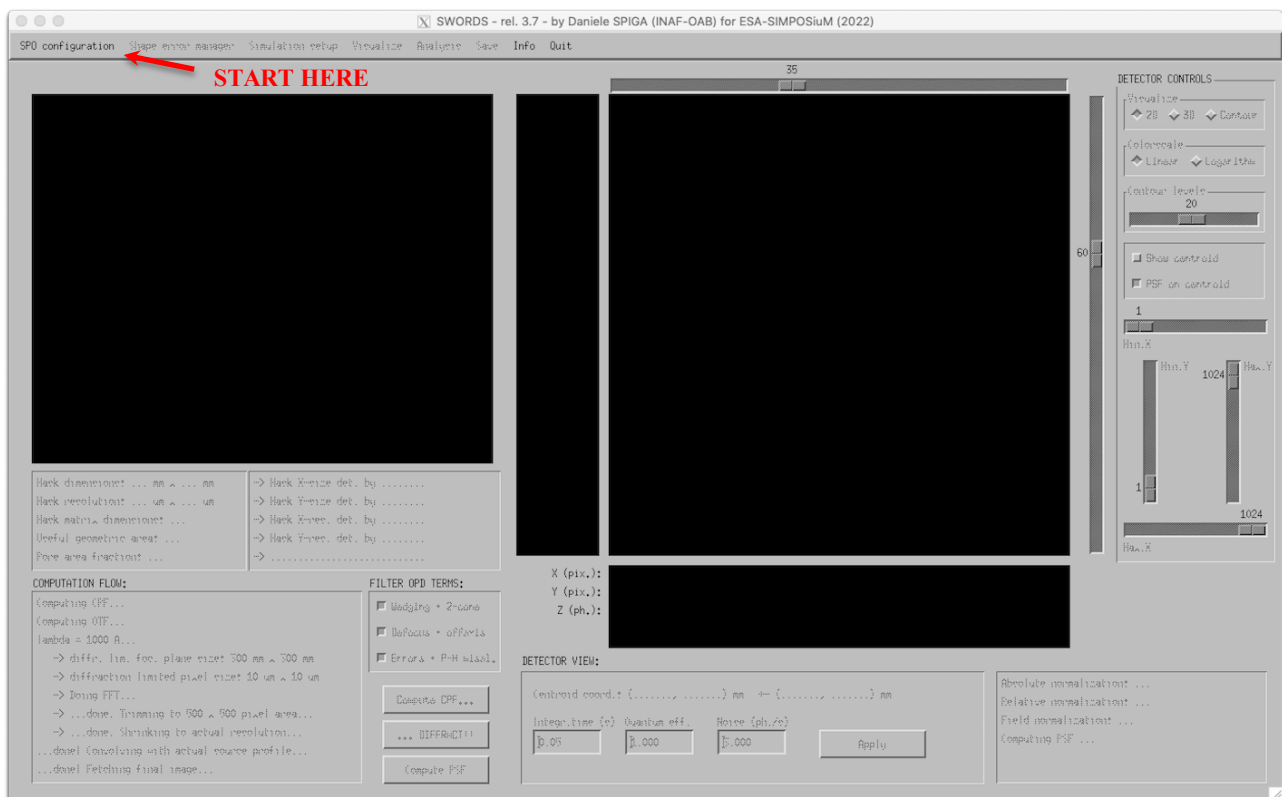 SWORDS - rel. 3.7 - by Daniele SPIGA (INAF-OAB) for ESA-SIMPOSiuM (2022)
SPO configuration Shape error manager Simulation setup Visualize Analysis Save Info Quit
START HERE
35
60
DETECTOR CONTROLS
Visualize
2D 3D Contour
Colorscale
Linear Logarithm
Contour levels
20
Show centroid
PSF on centroid
1
Min.X
Min.Y
1024
Max.Y
1
1024
Max.X
Mask dimensions: ... mm x ... mm
Mask resolution: ... um x ... um
Mask matrix dimensions: ...
Useful geometric area: ...
Pore area fraction: ...
-> Mask X-size det. by ........
-> Mask Y-size det. by ........
-> Mask X-res. det. by ........
-> Mask Y-res. det. by ........
-> ..........................
COMPUTATION FLOW:
Computing CPF...
Computing OTF...
lambda = 1000 A...
-> diffr. lim. foc. plane size: 500 mm x 500 mm
-> diffraction limited pixel size: 10 um x 10 um
-> Doing FFT...
-> ...done. Trimming to 500 x 500 pixel area...
-> ...done. Shrinking to actual resolution...
...done! Convolving with actual source profile...
...done! Fetching final image...
FILTER OPD TERMS:
Wedging + 2-cone
Defocus + offaxis
Errors + P-H misal.
Compute CPF...
... DIFFRACT!!
Compute PSF
X (pix.):
Y (pix.):
Z (ph.):
DETECTOR VIEW:
Centroid coord.: (......., .......) mm +- (......., .......) mm
Integr.time (s) Quantum eff. Noise (ph./s)
0.05 1.000 5.000
Apply
Absolute normalization: ...
Relative normalization: ...
Field normalization: ...
Computing PSF ...